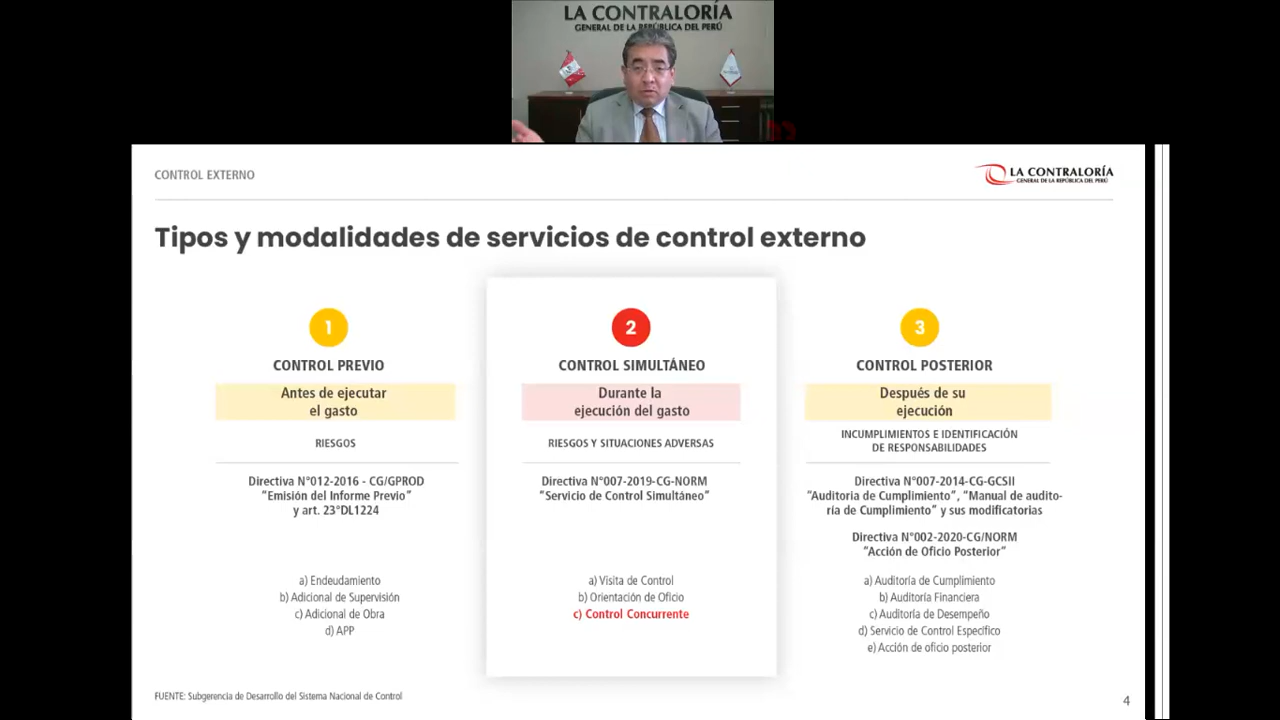 LA CONTRALORÍA
GENERAL DE LA REPÚBLICA DEL PERÚ
CONTROL EXTERNO
LA CONTRALORÍA
GENERAL DE LA REPÚBLICA DEL PERÚ
Tipos y modalidades de servicios de control externo
1
CONTROL PREVIO
Antes de ejecutar
el gasto
RIESGOS
Directiva N°012-2016 - CG/GPROD
“Emisión del Informe Previo”
y art. 23°DL1224
a) Endeudamiento
b) Adicional de Supervisión
c) Adicional de Obra
d) APP
2
CONTROL SIMULTÁNEO
Durante la
ejecución del gasto
RIESGOS Y SITUACIONES ADVERSAS
Directiva N°007-2019-CG-NORM
“Servicio de Control Simultáneo”
a) Visita de Control
b) Orientación de Oficio
c) Control Concurrente
3
CONTROL POSTERIOR
Después de su
ejecución
INCUMPLIMIENTOS E IDENTIFICACIÓN
DE RESPONSABILIDADES
Directiva N°007-2014-CG-GCSII
“Auditoría de Cumplimiento”, “Manual de audito-
ría de Cumplimiento” y sus modificatorias
Directiva N°002-2020-CG/NORM
“Acción de Oficio Posterior”
a) Auditoría de Cumplimiento
b) Auditoría Financiera
c) Auditoría de Desempeño
d) Servicio de Control Específico
e) Acción de oficio posterior
FUENTE: Subgerencia de Desarrollo del Sistema Nacional de Control
4